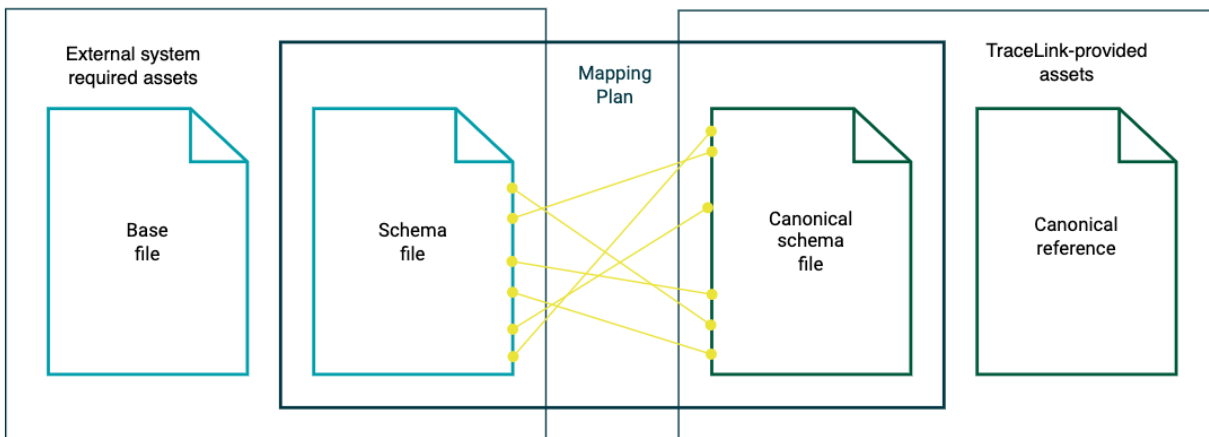 External system
required assets
Mapping
Plan
TraceLink-provided
assets
Base
file
Schema
file
Canonical
schema
file
Canonical
reference